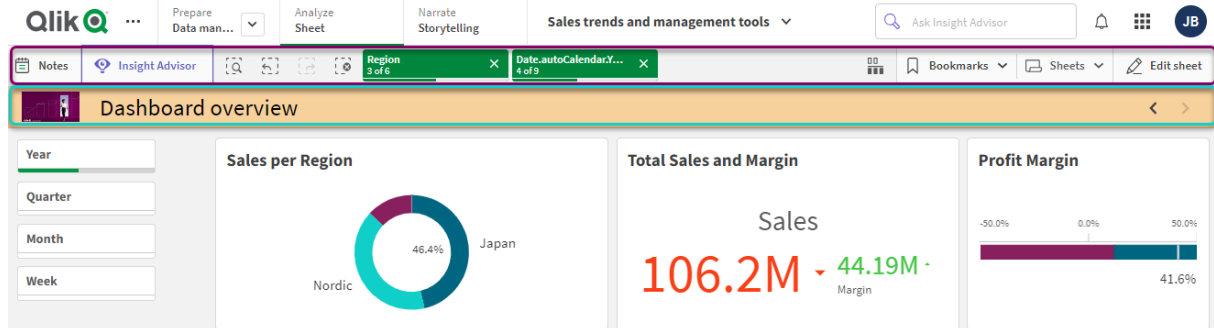 Qlik
...
Prepare
Data man...
Analyze
Sheet
Narrate
Storytelling
Sales trends and management tools
Ask Insight Advisor
JB
Notes
Insight Advisor
Region
3 of 6
Date.autoCalendar.Y...
4 of 9
Bookmarks
Sheets
Edit sheet
Dashboard overview
Year
Quarter
Month
Week
Sales per Region
46.4%
Japan
Nordic
Total Sales and Margin
Sales
106.2M
44.19M
Margin
Profit Margin
-50.0% 0.0% 50.0%
41.6%